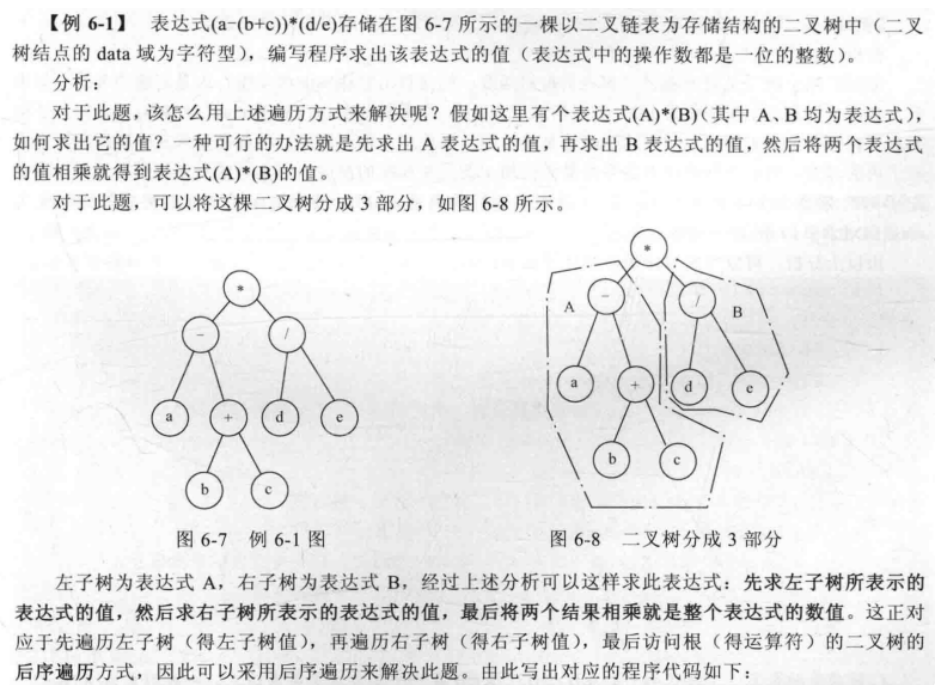 【例 6-1】 表达式(a−(b+c))*(d/e)存储在图 6-7 所示的一棵以二叉链表为存储结构的二叉树中（二叉
树结点的 data 域为字符型），编写程序求出该表达式的值（表达式中的操作数都是一位的整数）。
分析：
对于此题，该怎么用上述遍历方式来解决呢？假如这里有个表达式(A)*(B)（其中 A、B 均为表达式），
如何求出它的值？一种可行的办法就是先求出 A 表达式的值，再求出 B 表达式的值，然后将两个表达式
的值相乘就得到表达式(A)*(B)的值。
对于此题，可以将这棵二叉树分成 3 部分，如图 6-8 所示。
*
−
/
a
+
d
e
b
c
图 6-7 例 6-1 图
*
A
−
/
B
a
+
d
e
b
c
图 6-8 二叉树分成 3 部分
左子树为表达式 A，右子树为表达式 B，经过上述分析可以这样求此表达式：先求左子树所表示的
表达式的值，然后求右子树所表示的表达式的值，最后将两个结果相乘就是整个表达式的数值。这正对
应于先遍历左子树（得左子树值），再遍历右子树（得右子树值），最后访问根（得运算符）的二叉树的
后序遍历方式，因此可以采用后序遍历来解决此题。由此写出对应的程序代码如下：